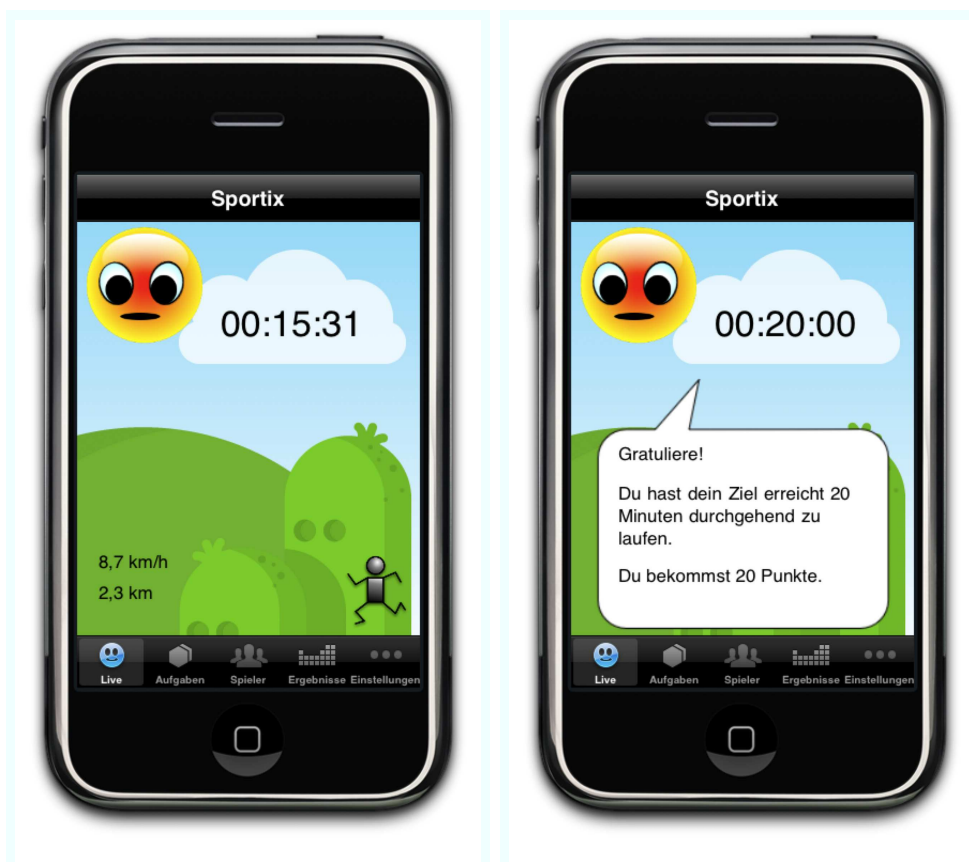 Sportix
00:15:31
8,7 km/h
2,3 km
Live Aufgaben Spieler Ergebnisse Einstellungen
Sportix
00:20:00
Gratuliere!
Du hast dein Ziel erreicht 20
Minuten durchgehend zu
laufen.
Du bekommst 20 Punkte.
Live Aufgaben Spieler Ergebnisse Einstellungen